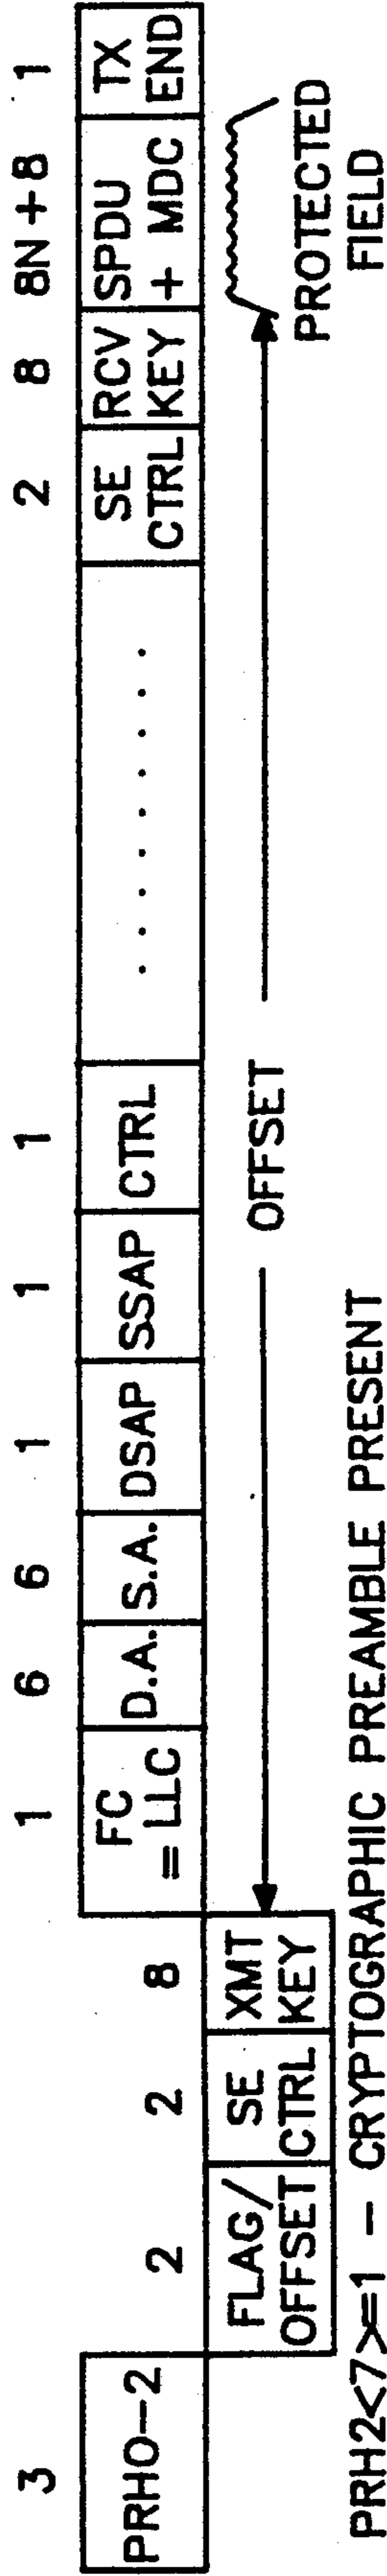 3 2 2 8 1 6 6 1 1 1 2 8 8N+8 1
PRHO-2 FLAG/ OFFSET SE CTRL XMT KEY FC = LLC D.A. S.A. DSAP SSAP CTRL ......... SE CTRL RCV KEY SPDU + MDC TX END
OFFSET
PROTECTED
FIELD
PRH2<7>=1 - CRYPTOGRAPHIC PREAMBLE PRESENT